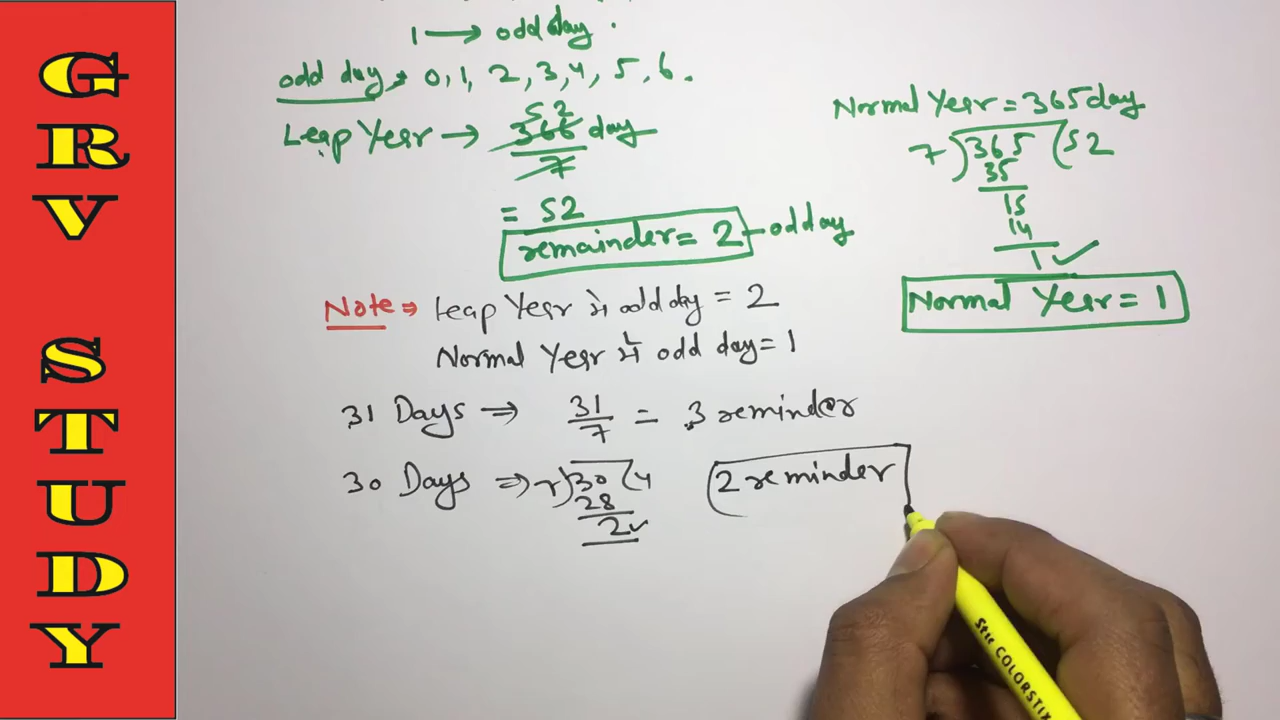 GRV STUDY
1 → odd day.
odd day → 0, 1, 2, 3, 4, 5, 6.
Leap Year → 366 day
52
7
= 52
remainder = 2 - odd day
Normal Year = 365 day
7)365(52
35
15
14
1 ✓
Normal Year = 1
Note ⇒ Leap Year में odd day = 2
Normal Year में odd day = 1
31 Days ⇒ 31/7 = 3 reminder
30 Days ⇒ 7)30(4 2 reminder
28
2✓
Stic COLORSTIX